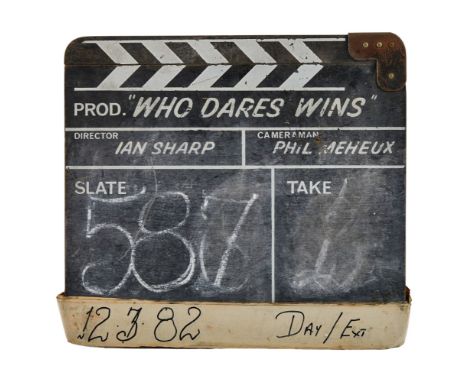 PROD. "WHO DARES WINS"
DIRECTOR CAMERAMAN
IAN SHARP PHIL MEHEUX
SLATE TAKE
587
12 3 82 DAY/EXT